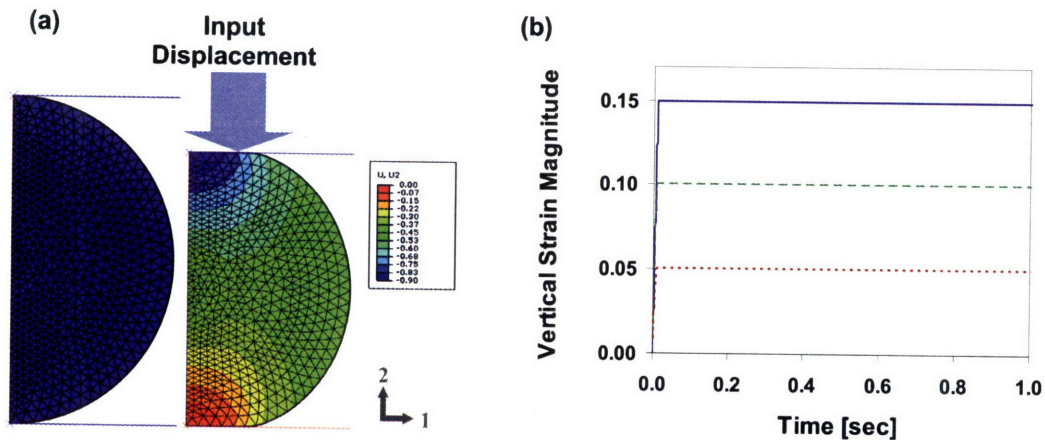 (a)
Input
Displacement
U, U2
0.00
-0.07
-0.15
-0.22
-0.30
-0.37
-0.45
-0.53
-0.60
-0.68
-0.75
-0.83
-0.90
2
1
(b)
Vertical Strain Magnitude
0.15
0.10
0.05
0.00
0.0 0.2 0.4 0.6 0.8 1.0
Time [sec]